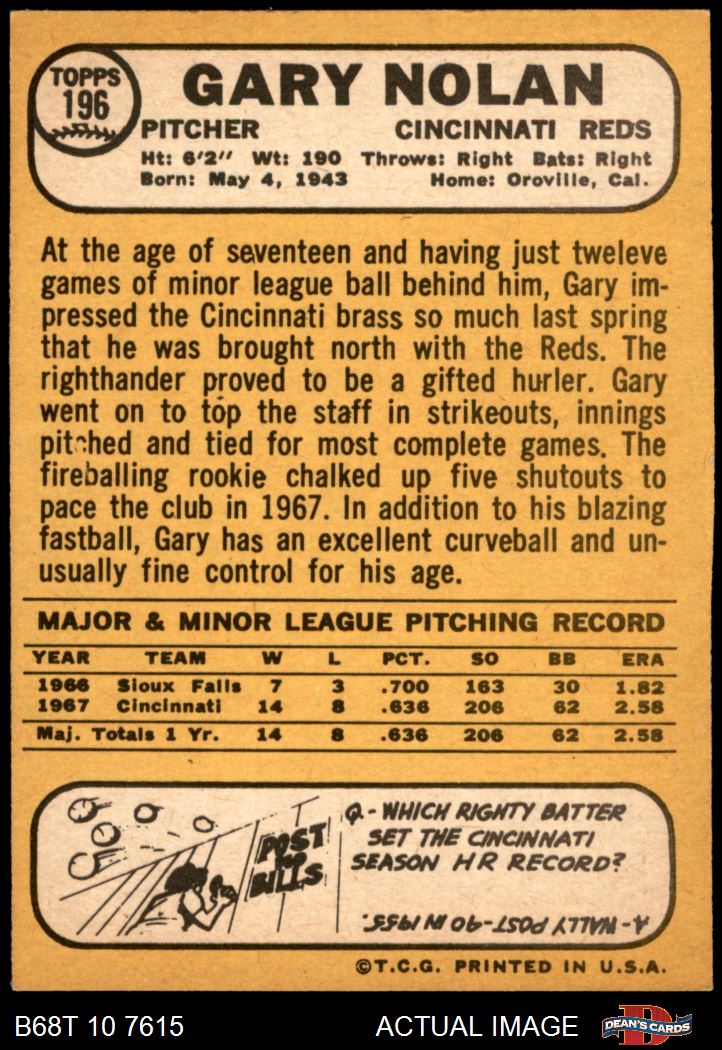 TOPPS
196
GARY NOLAN
PITCHER CINCINNATI REDS
Ht: 6'2" Wt: 190 Throws: Right Bats: Right
Born: May 4, 1943 Home: Oroville, Cal.
At the age of seventeen and having just tweleve
games of minor league ball behind him, Gary im-
pressed the Cincinnati brass so much last spring
that he was brought north with the Reds. The
righthander proved to be a gifted hurler. Gary
went on to top the staff in strikeouts, innings
pitched and tied for most complete games. The
fireballing rookie chalked up five shutouts to
pace the club in 1967. In addition to his blazing
fastball, Gary has an excellent curveball and un-
usually fine control for his age.
MAJOR & MINOR LEAGUE PITCHING RECORD
YEAR TEAM W L PCT. SO BB ERA
1966 Sioux Falls 7 3 .700 163 30 1.82
1967 Cincinnati 14 8 .636 206 62 2.58
Maj. Totals 1 Yr. 14 8 .636 206 62 2.58
POST
NO
BILLS
Q-WHICH RIGHTY BATTER
SET THE CINCINNATI
SEASON HR RECORD?
A-WALLY POST-40 IN 1955.
©T.C.G. PRINTED IN U.S.A.
B68T 10 7615 ACTUAL IMAGE
D
DEAN'S CARDS